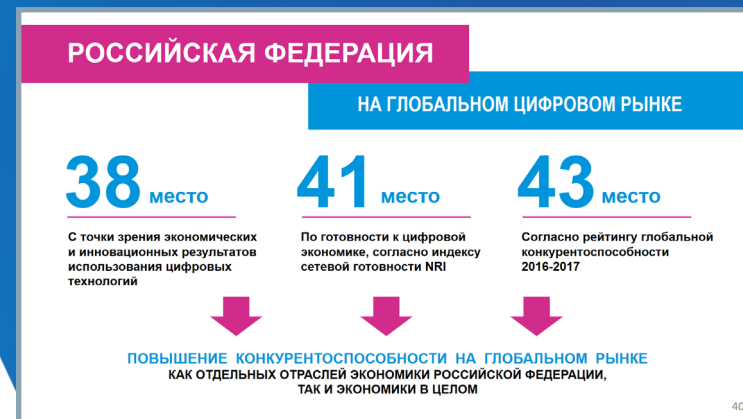 РОССИЙСКАЯ ФЕДЕРАЦИЯ
НА ГЛОБАЛЬНОМ ЦИФРОВОМ РЫНКЕ
38 место
С точки зрения экономических
и инновационных результатов
использования цифровых
технологий
41 место
По готовности к цифровой
экономике, согласно индексу
сетевой готовности NRI
43 место
Согласно рейтингу глобальной
конкурентоспособности
2016-2017
ПОВЫШЕНИЕ КОНКУРЕНТОСПОСОБНОСТИ НА ГЛОБАЛЬНОМ РЫНКЕ
КАК ОТДЕЛЬНЫХ ОТРАСЛЕЙ ЭКОНОМИКИ РОССИЙСКОЙ ФЕДЕРАЦИИ,
ТАК И ЭКОНОМИКИ В ЦЕЛОМ
40